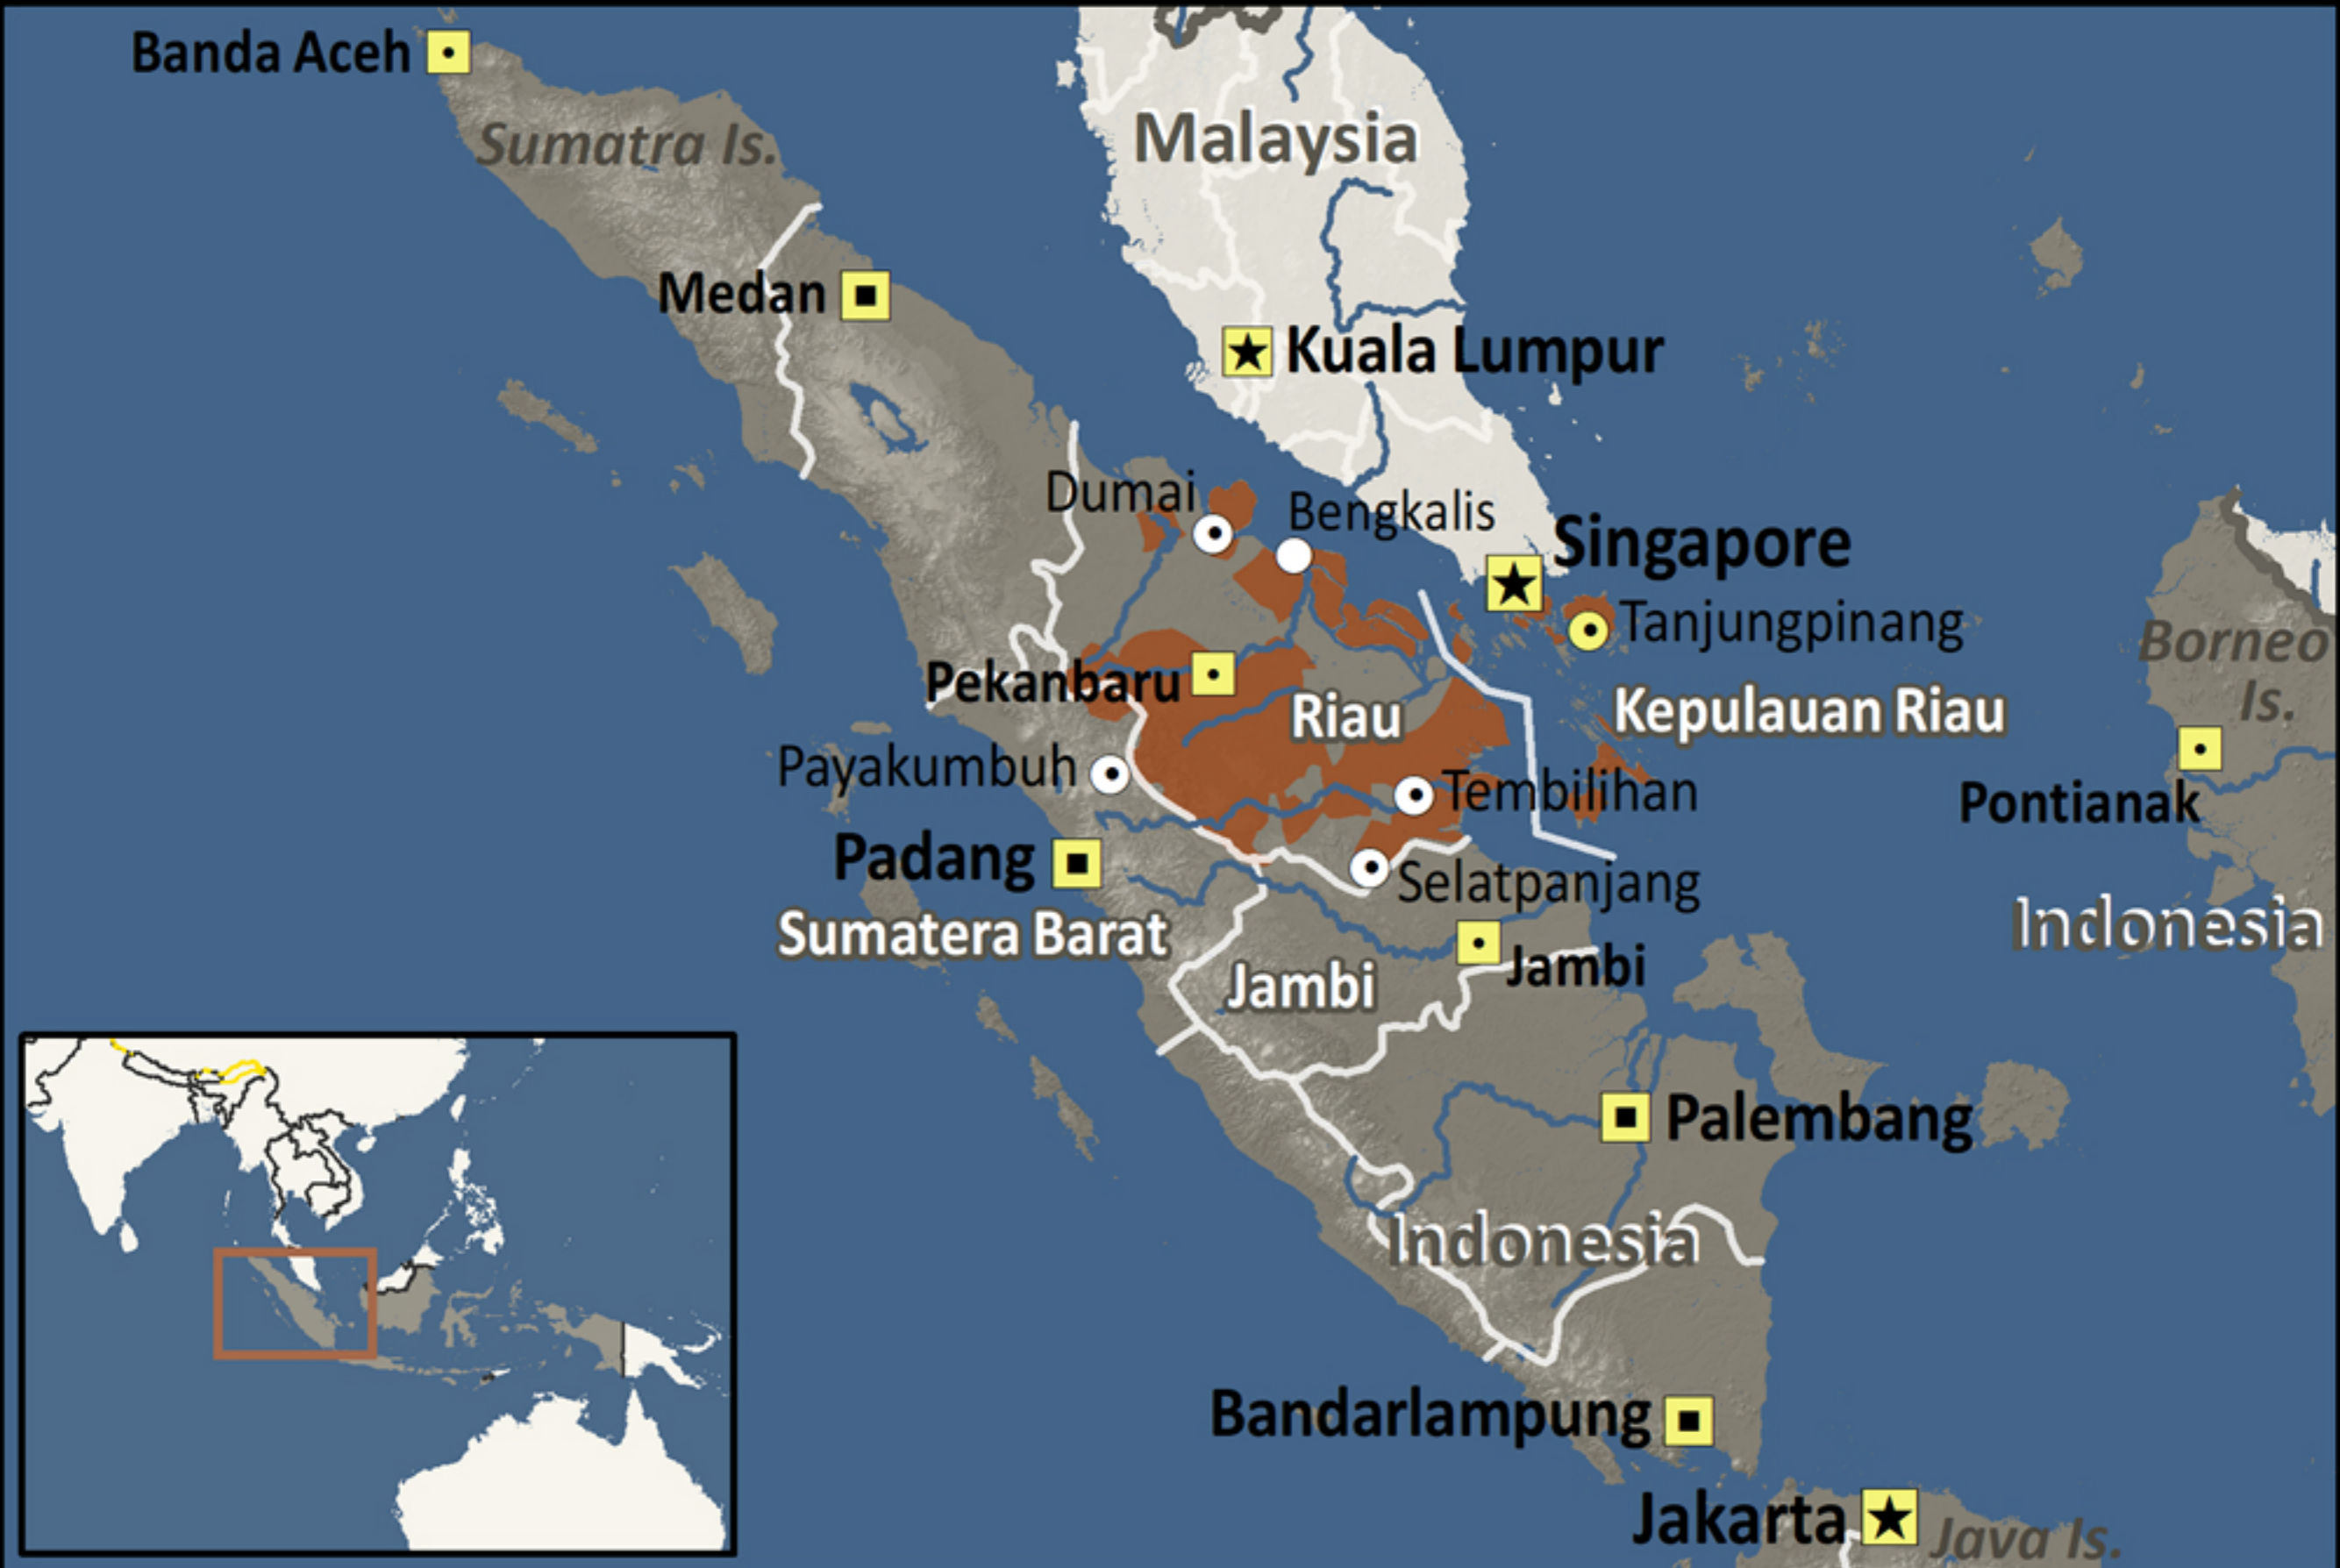 Banda Aceh
Sumatra Is.
Malaysia
Medan
Kuala Lumpur
Dumai
Bengkalis
Singapore
Tanjungpinang
Borneo
Is.
Pekanbaru
Riau
Kepulauan Riau
Payakumbuh
Tembilihan
Pontianak
Padang
Selatpanjang
Sumatera Barat
Indonesia
Jambi
Jambi
Palembang
Indonesia
Bandarlampung
Jakarta
Java Is.